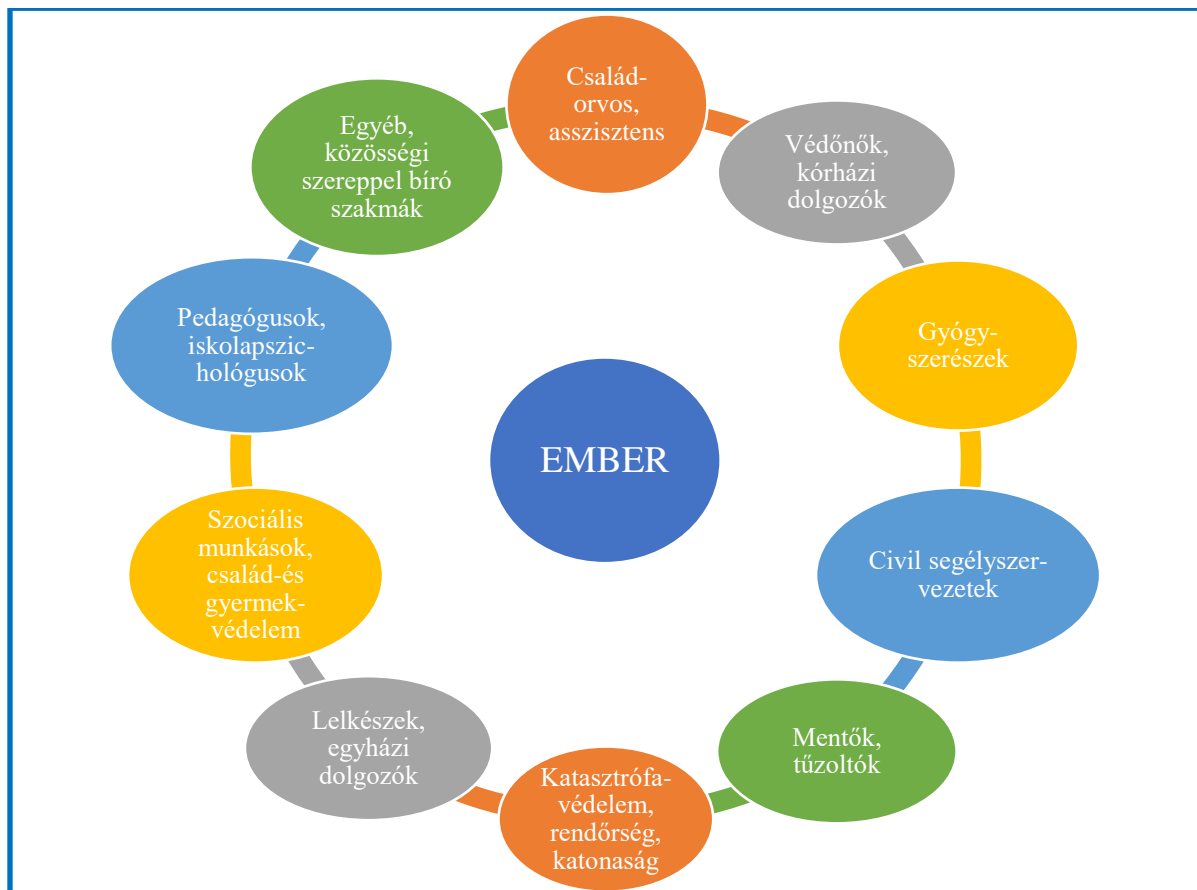 Család-
orvos,
asszisztens
Védőnők,
kórházi
dolgozók
Gyógy-
szerészek
Civil segélyszer-
vezetek
Mentők,
tűzoltók
Katasztrófa-
védelem,
rendőrség,
katonaság
Lelkészek,
egyházi
dolgozók
Szociális
munkások,
család-és
gyermek-
védelem
Pedagógusok,
iskolapszic-
hológusok
Egyéb,
közösségi
szereppel bíró
szakmák
EMBER